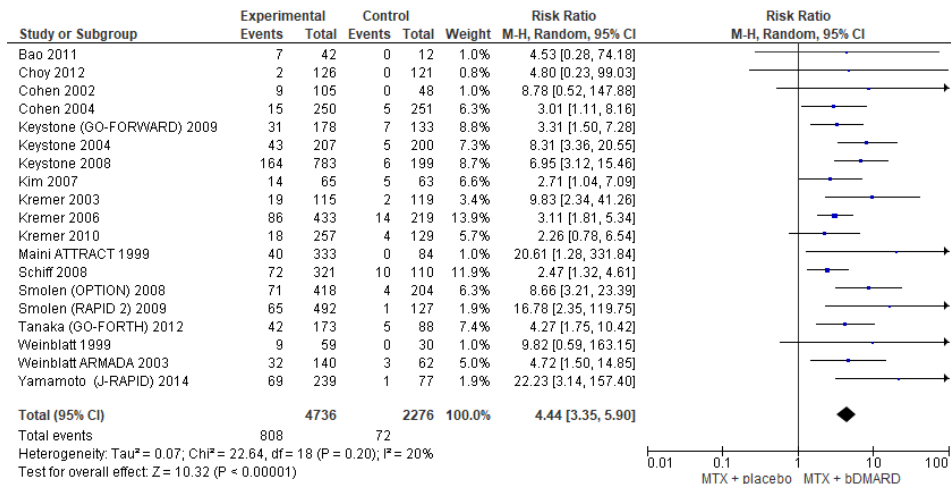 Experimental Control Risk Ratio Risk Ratio
Study or Subgroup Events Total Events Total Weight M-H, Random, 95% CI M-H, Random, 95% CI
Bao 2011 7 42 0 12 1.0% 4.53 [0.28, 74.18]
Choy 2012 2 126 0 121 0.8% 4.80 [0.23, 99.03]
Cohen 2002 9 105 0 48 0.9% 8.78 [0.52, 147.88]
Cohen 2004 15 250 5 251 6.3% 3.01 [1.11, 8.16]
Keystone (GO-FORWARD) 2009 31 178 7 133 8.8% 3.31 [1.50, 7.28]
Keystone 2004 43 207 5 200 7.2% 8.31 [3.36, 20.55]
Keystone 2008 164 783 6 199 8.7% 6.95 [3.12, 15.46]
Kim 2007 14 65 5 63 6.6% 2.71 [1.04, 7.09]
Kremer 2003 19 115 2 119 3.4% 9.83 [2.34, 41.26]
Kremer 2006 86 433 14 219 13.9% 3.11 [1.81, 5.34]
Kremer 2010 18 257 4 129 5.7% 2.26 [0.78, 6.54]
Maini ATTRACT 1999 40 333 0 84 1.0% 20.61 [1.28, 331.84]
Schiff 2008 72 321 10 110 11.9% 2.47 [1.32, 4.61]
Smolen (OPTION) 2008 71 418 4 204 6.3% 8.66 [3.21, 23.39]
Smolen (RAPID 2) 2009 65 492 1 127 1.9% 16.78 [2.35, 119.75]
Tanaka (GO-FORTH) 2012 42 173 5 88 7.4% 4.27 [1.75, 10.42]
Weinblatt 1999 9 59 0 30 1.0% 9.82 [0.59, 163.15]
Weinblatt ARMADA 2003 32 140 3 62 5.0% 4.72 [1.50, 14.85]
Yamamoto (J-RAPID) 2014 69 239 1 77 1.9% 22.23 [3.14, 157.40]
Total (95% CI) 4736 2276 100.0% 4.44 [3.35, 5.90]
Total events 808 72
Heterogeneity: Tau² = 0.07; Chi² = 22.64, df = 18 (P = 0.20); I² = 20%
Test for overall effect: Z = 10.32 (P < 0.00001)
0.01 0.1 1 10 100
MTX + placebo MTX + bDMARD